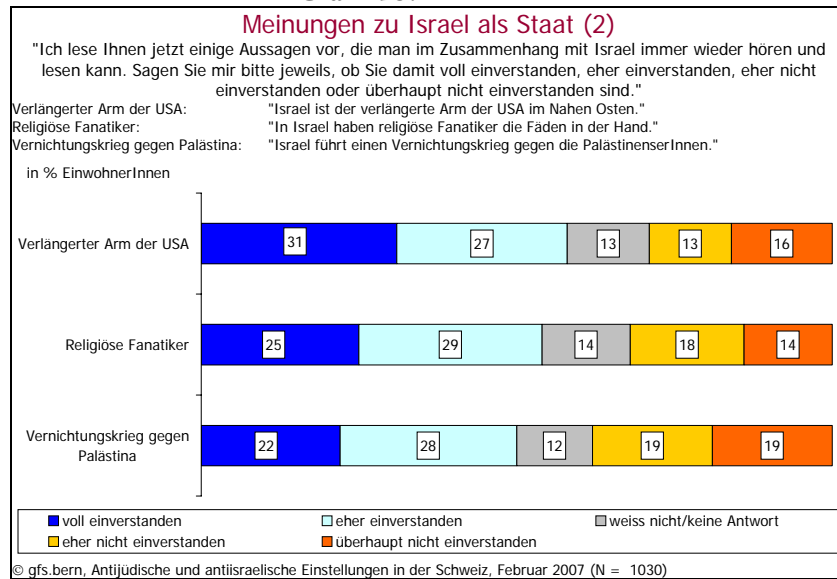 Meinungen zu Israel als Staat (2)
"Ich lese Ihnen jetzt einige Aussagen vor, die man im Zusammenhang mit Israel immer wieder hören und
lesen kann. Sagen Sie mir bitte jeweils, ob Sie damit voll einverstanden, eher einverstanden, eher nicht
einverstanden oder überhaupt nicht einverstanden sind."
Verlängerter Arm der USA: "Israel ist der verlängerte Arm der USA im Nahen Osten."
Religiöse Fanatiker: "In Israel haben religiöse Fanatiker die Fäden in der Hand."
Vernichtungskrieg gegen Palästina: "Israel führt einen Vernichtungskrieg gegen die PalästinenserInnen."
in % EinwohnerInnen
Verlängerter Arm der USA 31 27 13 13 16
Religiöse Fanatiker 25 29 14 18 14
Vernichtungskrieg gegen
Palästina 22 28 12 19 19
voll einverstanden eher einverstanden weiss nicht/keine Antwort
eher nicht einverstanden überhaupt nicht einverstanden
© gfs.bern, Antijüdische und antiisraelische Einstellungen in der Schweiz, Februar 2007 (N = 1030)